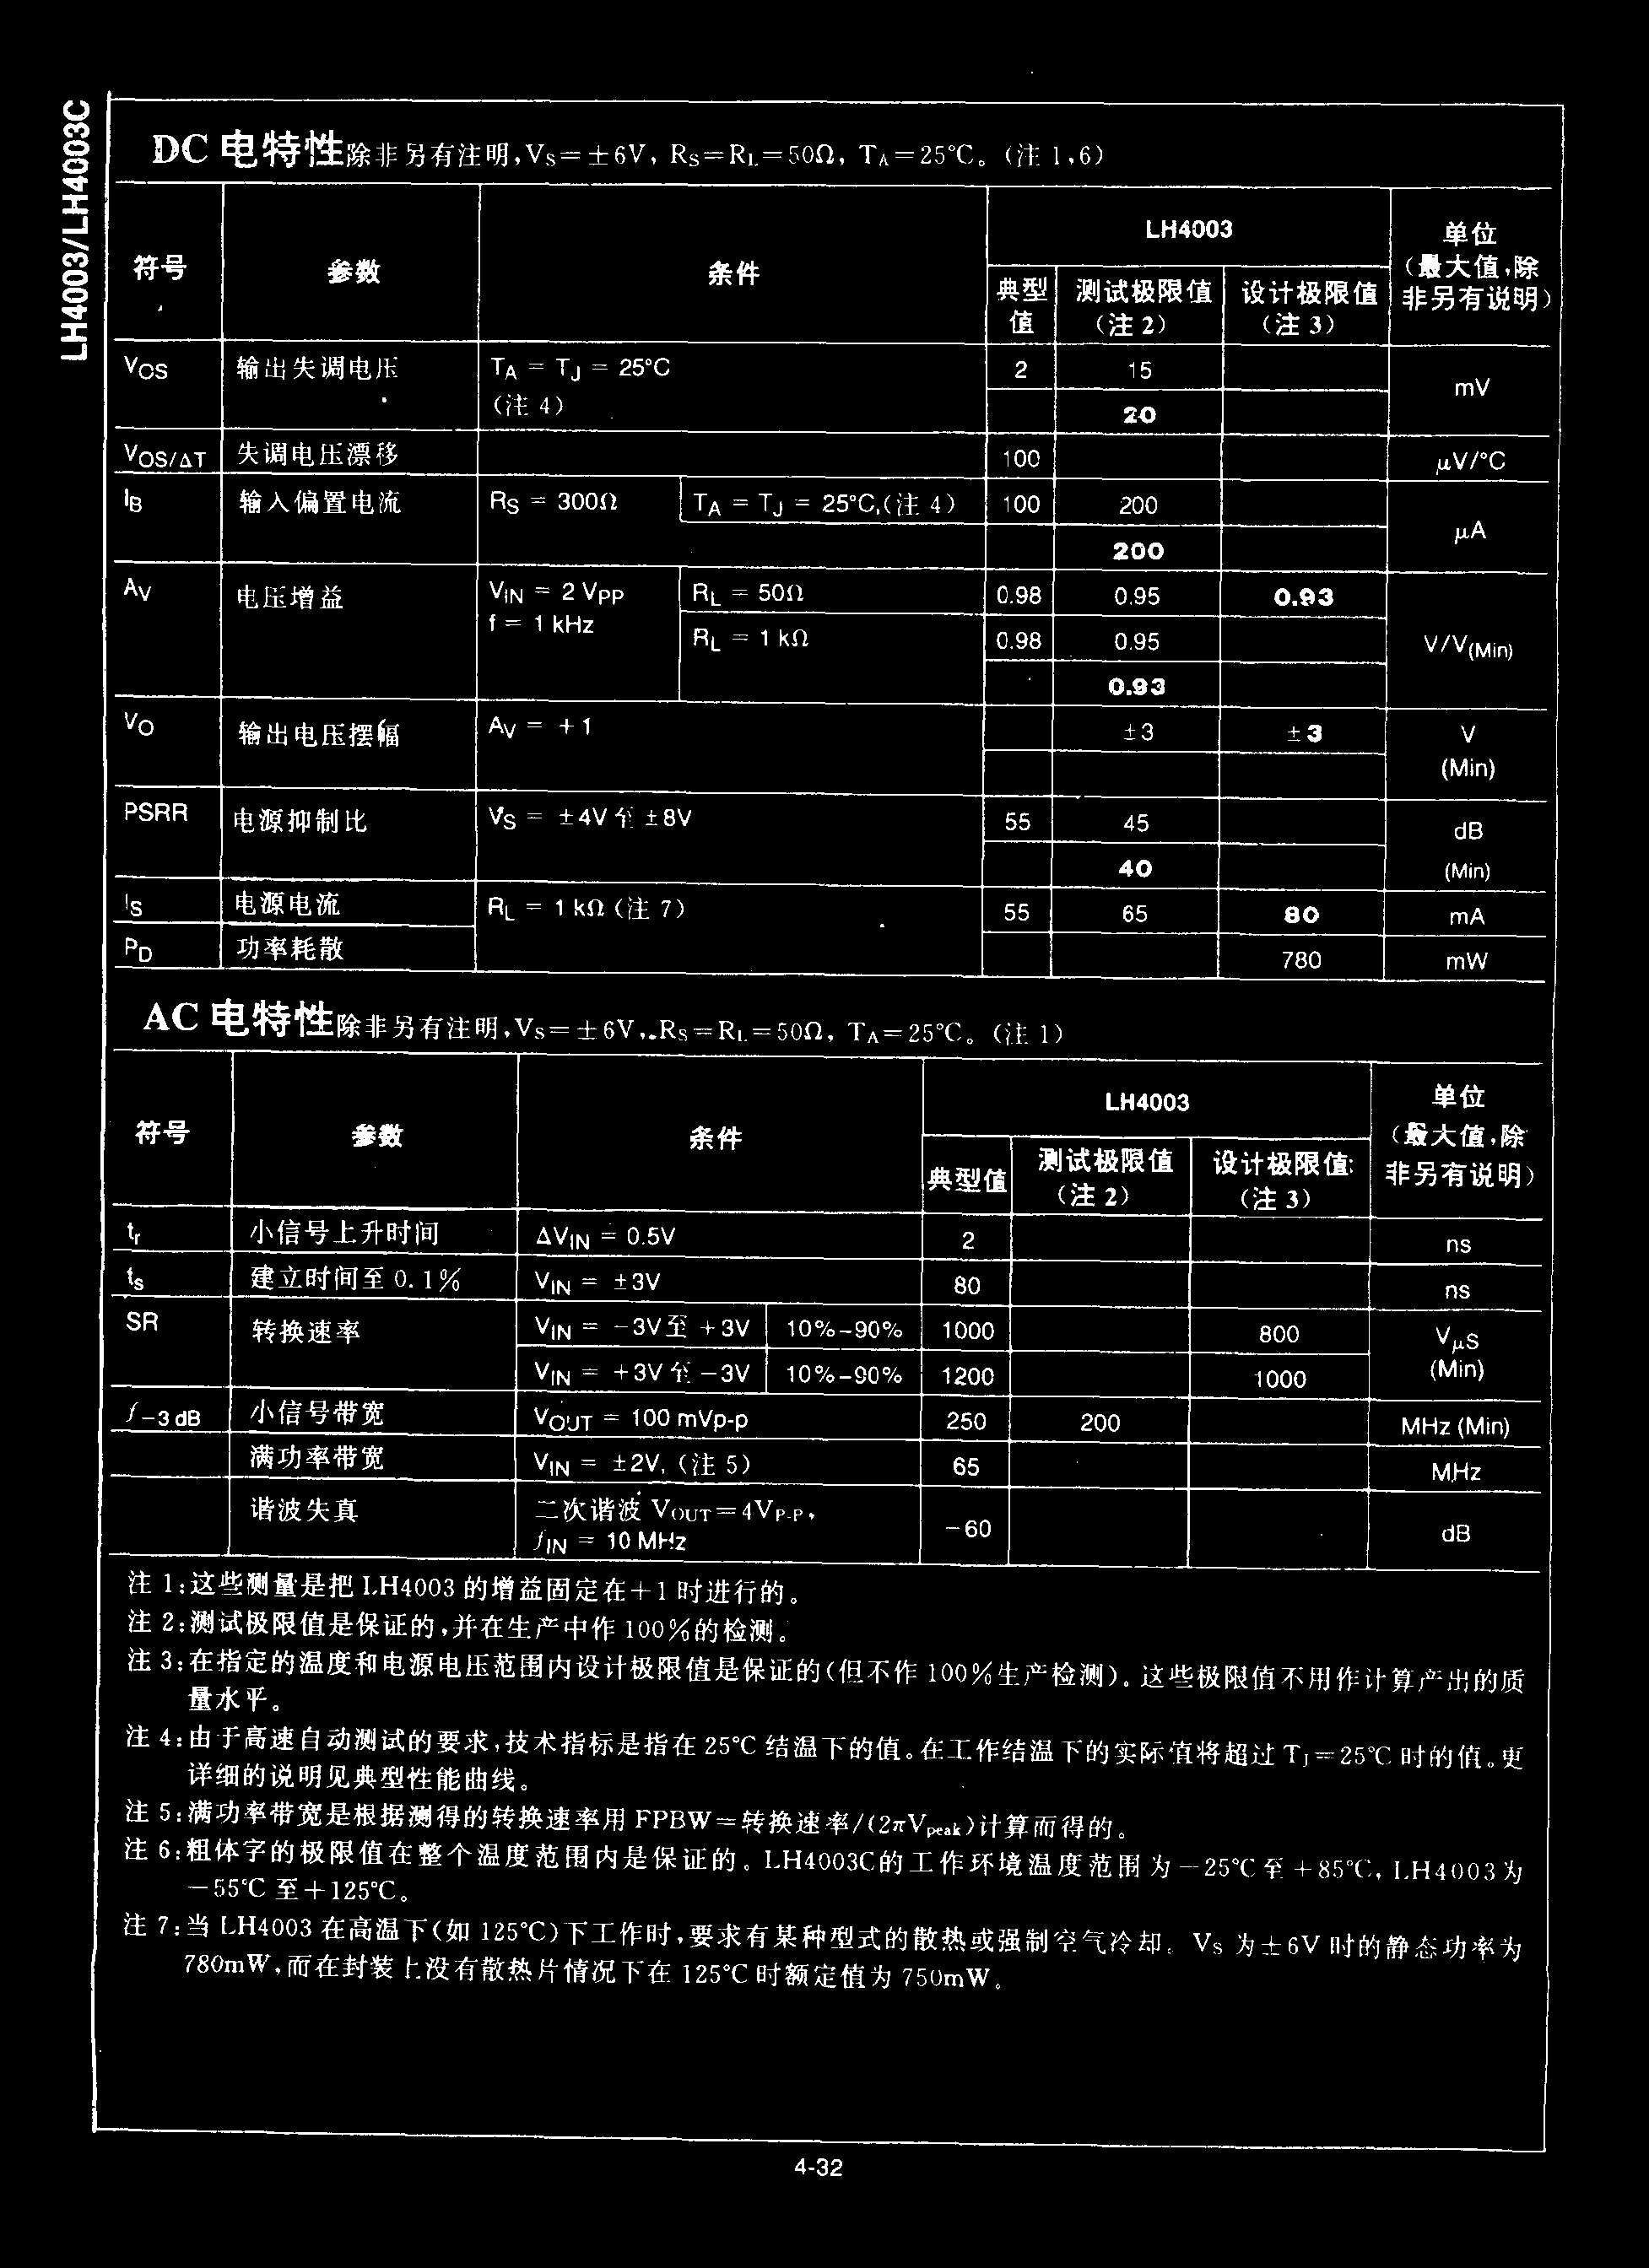 LH4003/LH4003C
DC 电特性除非另有注明,VS=±6V, RS=RL=50Ω, TA=25℃。(注 1,6)
符号 参数 条件 LH4003 单位
(最大值,除
非另有说明)
典型
值 测试极限值
(注 2) 设计极限值
(注 3)
VOS 输出失调电压 TA = TJ = 25°C 2 15 mV
(注 4) 20
VOS/ΔT 失调电压漂移 100 μV/°C
IB 输入偏置电流 RS = 300Ω TA = TJ = 25°C,(注 4) 100 200 μA
200
AV 电压增益 VIN = 2 VPP RL = 50Ω 0.98 0.95 0.93 V/V(Min)
f = 1 kHz RL = 1 kΩ 0.98 0.95
0.93
VO 输出电压摆幅 AV = +1 ±3 ±3 V
(Min)
PSRR 电源抑制比 VS = ±4V 至 ±8V 55 45 dB
40 (Min)
IS 电源电流 RL = 1 kΩ (注 7) 55 65 80 mA
PD 功率耗散 780 mW
AC 电特性除非另有注明,VS=±6V,RS=RL=50Ω, TA=25℃。(注 1)
符号 参数 条件 LH4003 单位
(最大值,除
非另有说明)
典型值 测试极限值
(注 2) 设计极限值
(注 3)
tr 小信号上升时间 ΔVIN = 0.5V 2 ns
ts 建立时间至 0.1% VIN = ±3V 80 ns
SR 转换速率 VIN = −3V至 +3V 10%−90% 1000 800 VμS
VIN = +3V 至 −3V 10%−90% 1200 1000 (Min)
f−3 dB 小信号带宽 VOUT = 100 mVp-p 250 200 MHz (Min)
满功率带宽 VIN = ±2V, (注 5) 65 MHz
谐波失真 二次谐波 VOUT=4VP-P, −60 dB
fIN = 10 MHz
注 1:这些测量是把 LH4003 的增益固定在+1 时进行的。
注 2:测试极限值是保证的,并在生产中作 100%的检测。
注 3:在指定的温度和电源电压范围内设计极限值是保证的(但不作 100%生产检测)。这些极限值不用作计算产出的质
量水平。
注 4:由于高速自动测试的要求,技术指标是指在 25℃ 结温下的值。在工作结温下的实际值将超过 TJ=25℃ 时的值。更
详细的说明见典型性能曲线。
注 5:满功率带宽是根据测得的转换速率用 FPBW=转换速率/(2πVpeak)计算而得的。
注 6:粗体字的极限值在整个温度范围内是保证的。LH4003C的工作环境温度范围为−25℃至+85℃, LH4003为
−55℃ 至+125℃。
注 7:当 LH4003 在高温下(如 125℃)下工作时,要求有某种型式的散热或强制空气冷却。VS 为±6V 时的静态功率为
780mW,而在封装上没有散热片情况下在 125℃ 时额定值为 750mW。
4-32